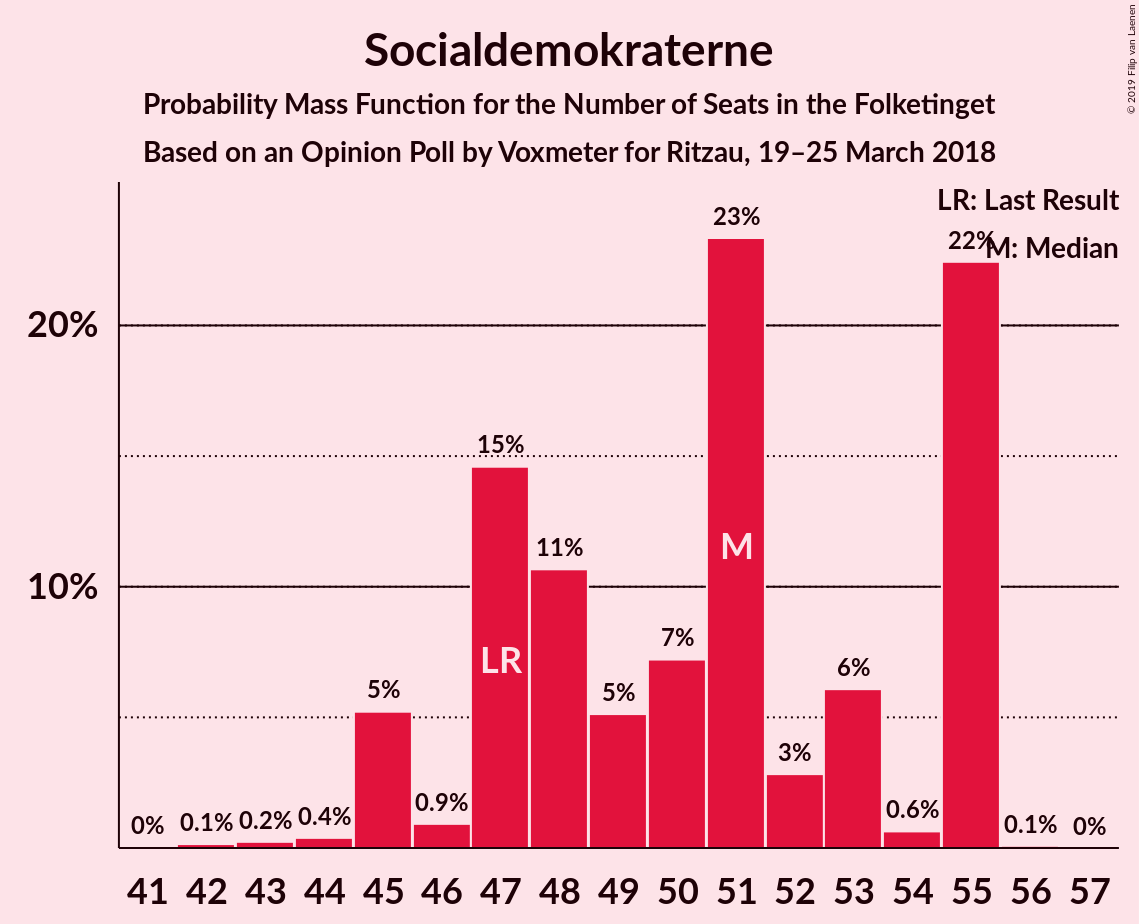 Socialdemokraterne
Probability Mass Function for the Number of Seats in the Folketinget
Based on an Opinion Poll by Voxmeter for Ritzau, 19–25 March 2018
© 2019 Filip van Laenen
LR: Last Result
M: Median
20%
10%
0%
0.1%
0.2%
0.4%
5%
0.9%
15%
11%
5%
7%
23%
3%
6%
0.6%
22%
0.1%
0%
LR
M
41 42 43 44 45 46 47 48 49 50 51 52 53 54 55 56 57